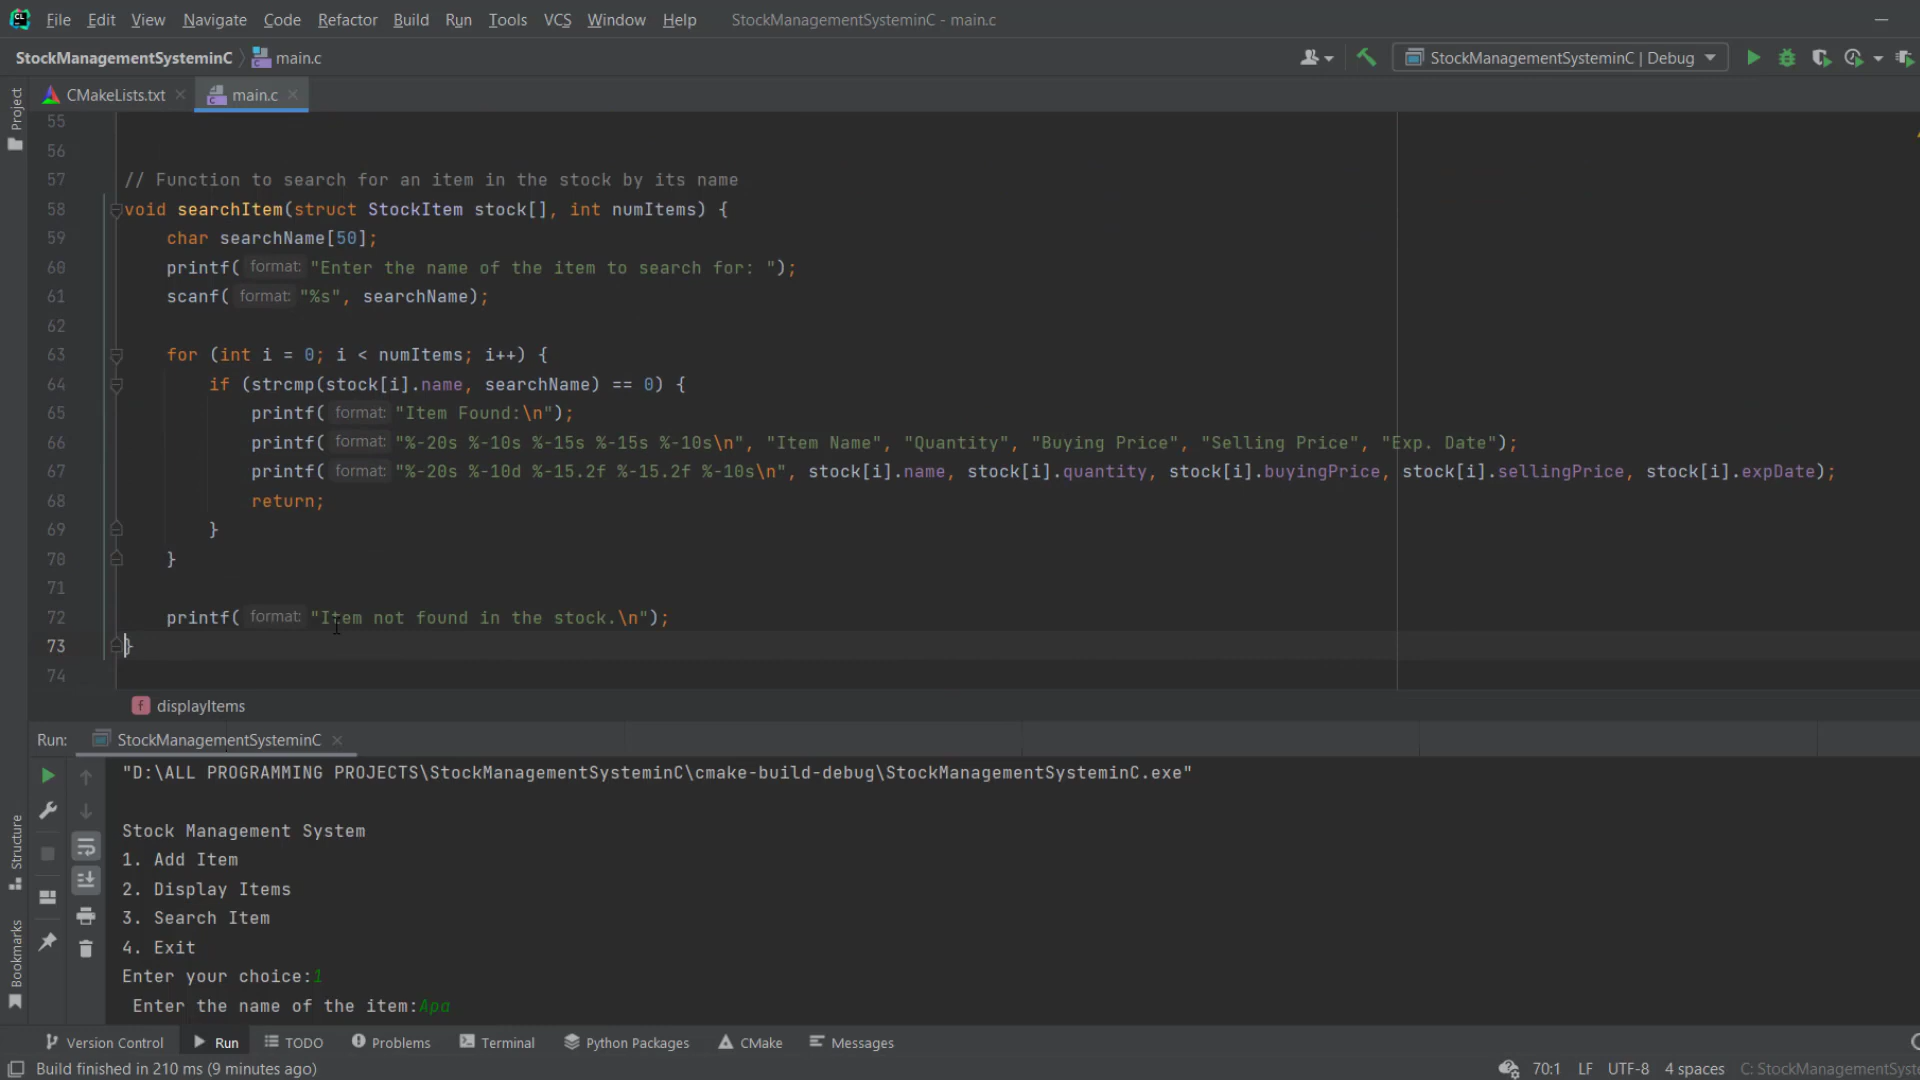 File Edit View Navigate Code Refactor Build Run Tools VCS Window Help StockManagementSysteminC - main.c
StockManagementSysteminC main.c StockManagementSysteminC | Debug
Project
CMakeLists.txt main.c
55
56
57 // Function to search for an item in the stock by its name
58 void searchItem(struct StockItem stock[], int numItems) {
59 char searchName[50];
60 printf( format: "Enter the name of the item to search for: ");
61 scanf( format: "%s", searchName);
62
63 for (int i = 0; i < numItems; i++) {
64 if (strcmp(stock[i].name, searchName) == 0) {
65 printf( format: "Item Found:\n");
66 printf( format: "%-20s %-10s %-15s %-15s %-10s\n", "Item Name", "Quantity", "Buying Price", "Selling Price", "Exp. Date");
67 printf( format: "%-20s %-10d %-15.2f %-15.2f %-10s\n", stock[i].name, stock[i].quantity, stock[i].buyingPrice, stock[i].sellingPrice, stock[i].expDate);
68 return;
69 }
70 }
71
72 printf( format: "Item not found in the stock.\n");
73 }
74
f displayItems
Run: StockManagementSysteminC
"D:\ALL PROGRAMMING PROJECTS\StockManagementSysteminC\cmake-build-debug\StockManagementSysteminC.exe"
Stock Management System
1. Add Item
2. Display Items
3. Search Item
4. Exit
Enter your choice:1
Enter the name of the item:Apa
Structure
Bookmarks
Version Control Run TODO Problems Terminal Python Packages CMake Messages
Build finished in 210 ms (9 minutes ago) 70:1 LF UTF-8 4 spaces C: StockManagementSyste